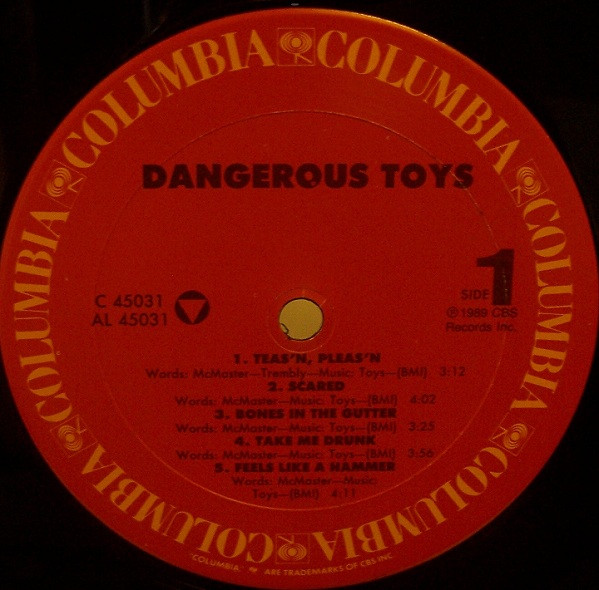 COLUMBIA COLUMBIA COLUMBIA COLUMBIA COLUMBIA COLUMBIA COLUMBIA COLUMBIA
DANGEROUS TOYS
C 45031
AL 45031
SIDE 1
℗ 1989 CBS
Records Inc.
1. TEAS'N, PLEAS'N
Words: McMaster—Trembly—Music: Toys—(BMI) 3:12
2. SCARED
Words: McMaster—Music: Toys—(BMI) 4:02
3. BONES IN THE GUTTER
Words: McMaster—Music: Toys—(BMI) 3:25
4. TAKE ME DRUNK
Words: McMaster—Music: Toys—(BMI) 3:56
5. FEELS LIKE A HAMMER
Words: McMaster—Music:
Toys—(BMI) 4:11
"COLUMBIA," ARE TRADEMARKS OF CBS INC